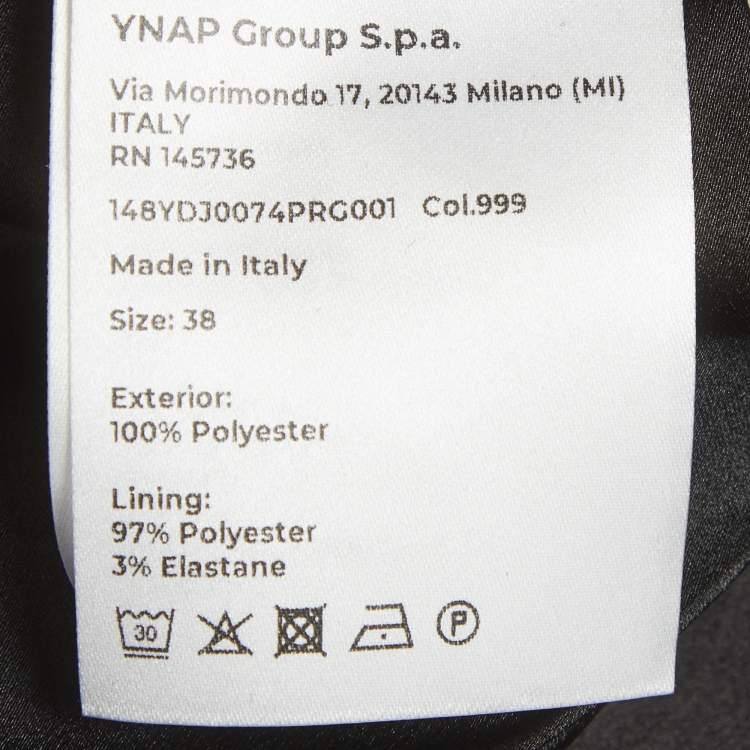 YNAP Group S.p.a.
Via Morimondo 17, 20143 Milano (MI)
ITALY
RN 145736
148YDJ0074PRG001 Col.999
Made in Italy
Size: 38
Exterior:
100% Polyester
Lining:
97% Polyester
3% Elastane
30
P